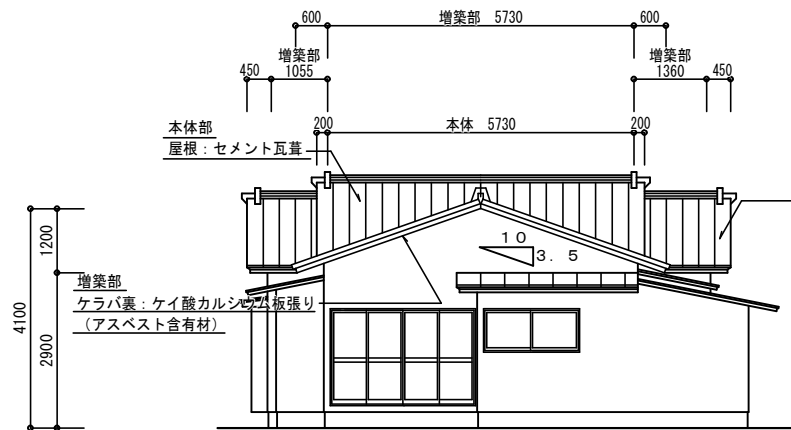 600
増築部 5730
600
増築部
450
1055
増築部
1360
450
200
本体 5730
200
本体部
屋根：セメント瓦葺
10
3．5
1200
増築部
ケラバ裏：ケイ酸カルシウム板張り
（アスベスト含有材）
4100
2900